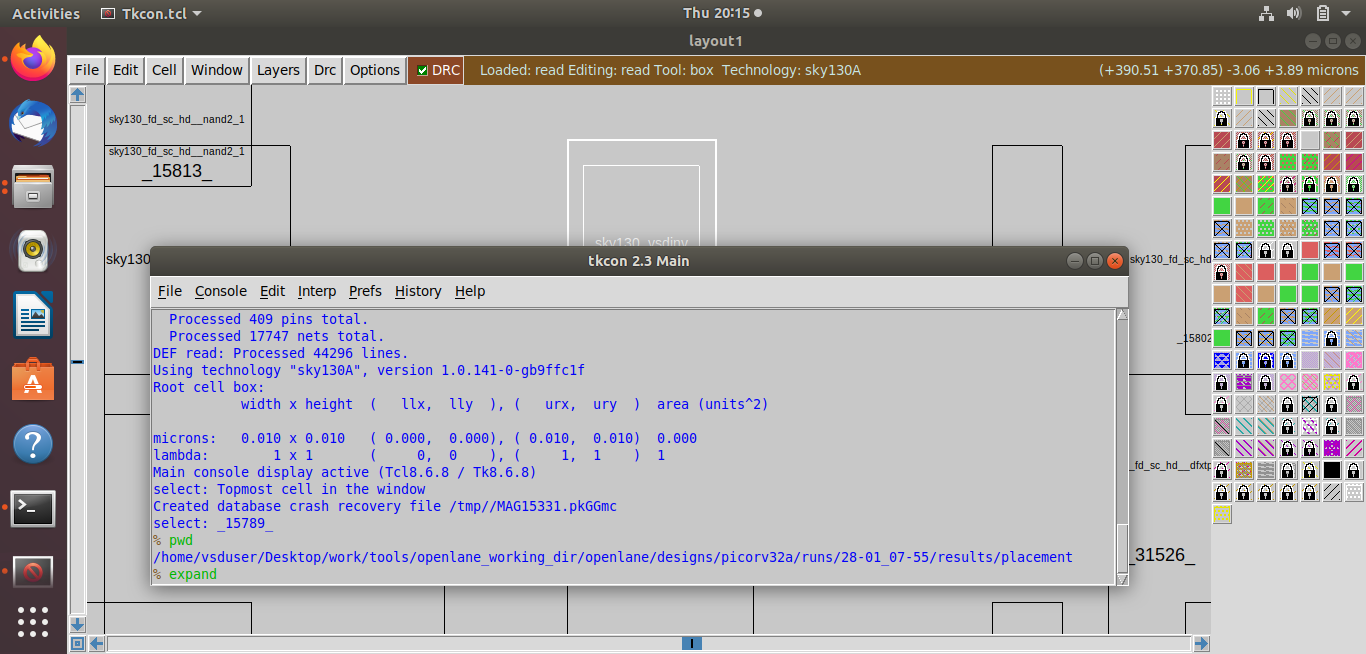 Activities
Tkcon.tcl
Thu 20:15
layout1
File Edit Cell Window Layers Drc Options DRC Loaded: read Editing: read Tool: box Technology: sky130A (+390.51 +370.85) -3.06 +3.89 microns
sky130_fd_sc_hd__nand2_1
sky130_fd_sc_hd__nand2_1
_15813_
sky130_vsdinv
sky130
sky130_fd_sc_hd
_15802
_fd_sc_hd__dfxtp
_31526_
tkcon 2.3 Main
File Console Edit Interp Prefs History Help
Processed 409 pins total.
Processed 17747 nets total.
DEF read: Processed 44296 lines.
Using technology "sky130A", version 1.0.141-0-gb9ffc1f
Root cell box:
width x height ( llx, lly ), ( urx, ury ) area (units^2)
microns: 0.010 x 0.010 ( 0.000, 0.000), ( 0.010, 0.010) 0.000
lambda: 1 x 1 ( 0, 0 ), ( 1, 1 ) 1
Main console display active (Tcl8.6.8 / Tk8.6.8)
select: Topmost cell in the window
Created database crash recovery file /tmp//MAG15331.pkGGmc
select: _15789_
% pwd
/home/vsduser/Desktop/work/tools/openlane_working_dir/openlane/designs/picorv32a/runs/28-01_07-55/results/placement
% expand